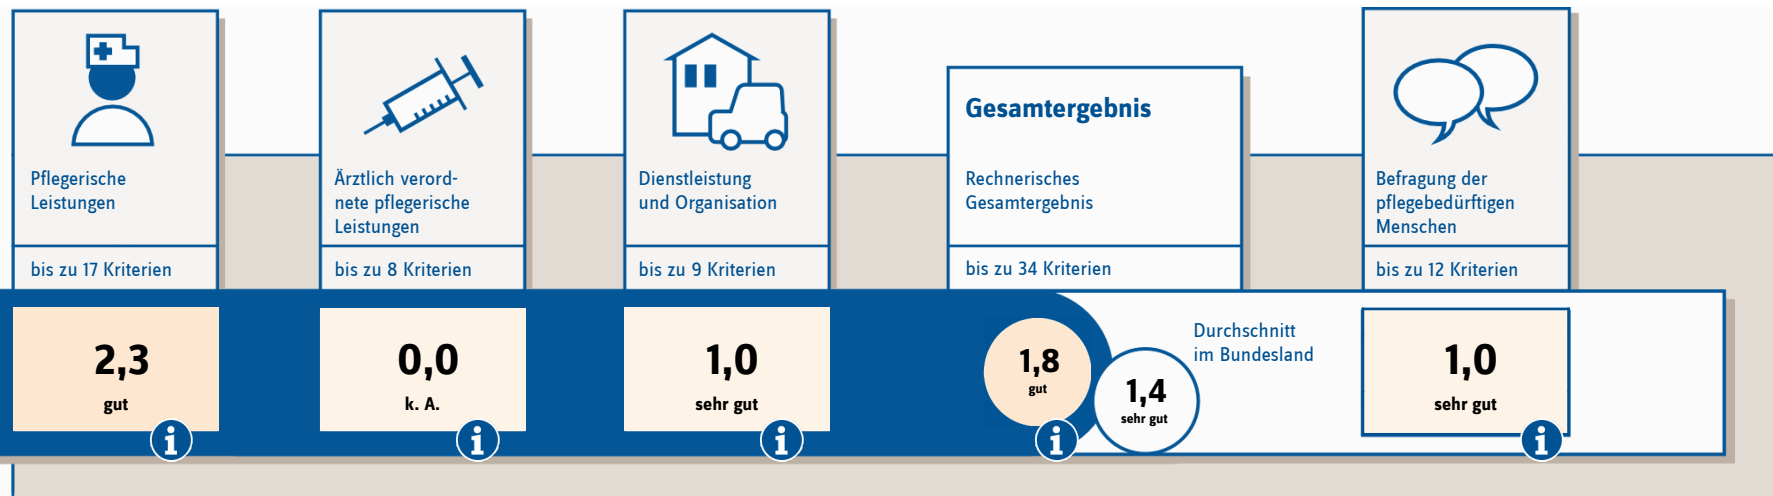 Pflegerische
Leistungen
bis zu 17 Kriterien
2,3
gut
Ärztlich verord-
nete pflegerische
Leistungen
bis zu 8 Kriterien
0,0
k. A.
Dienstleistung
und Organisation
bis zu 9 Kriterien
1,0
sehr gut
Gesamtergebnis
Rechnerisches
Gesamtergebnis
bis zu 34 Kriterien
1,8
gut
1,4
sehr gut
Durchschnitt
im Bundesland
Befragung der
pflegebedürftigen
Menschen
bis zu 12 Kriterien
1,0
sehr gut